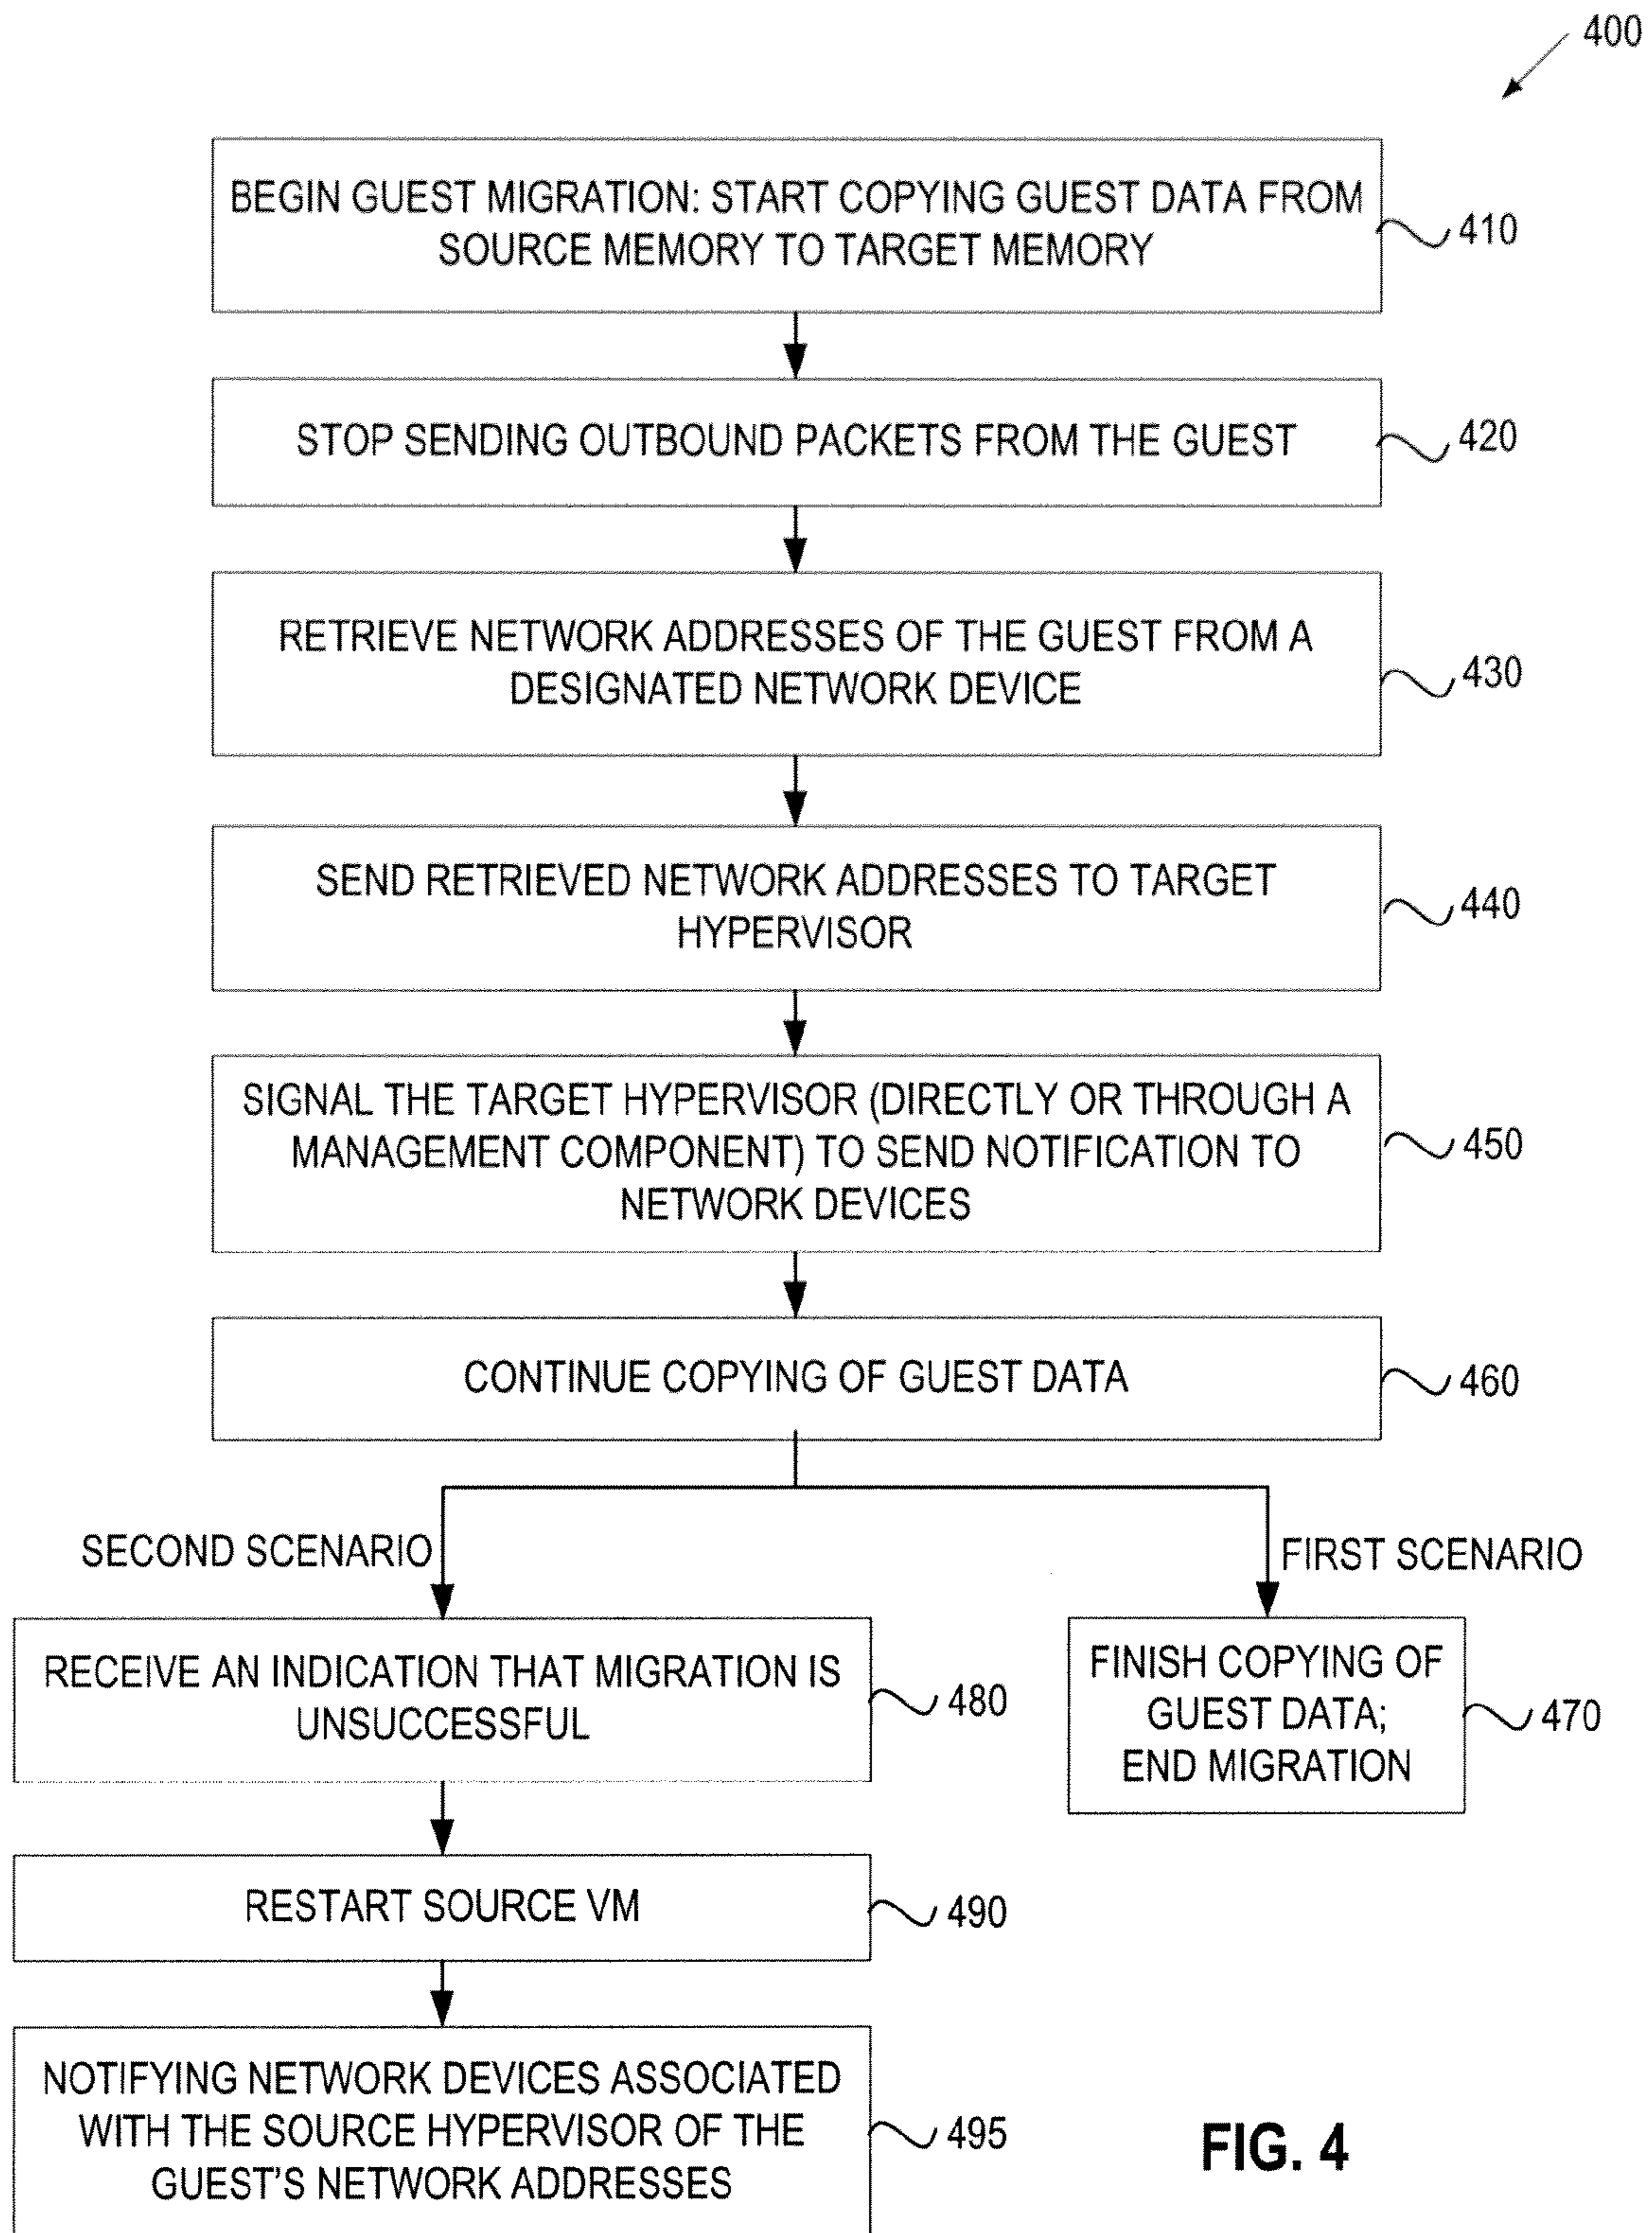 400
BEGIN GUEST MIGRATION: START COPYING GUEST DATA FROM
SOURCE MEMORY TO TARGET MEMORY
410
STOP SENDING OUTBOUND PACKETS FROM THE GUEST
420
RETRIEVE NETWORK ADDRESSES OF THE GUEST FROM A
DESIGNATED NETWORK DEVICE
430
SEND RETRIEVED NETWORK ADDRESSES TO TARGET
HYPERVISOR
440
SIGNAL THE TARGET HYPERVISOR (DIRECTLY OR THROUGH A
MANAGEMENT COMPONENT) TO SEND NOTIFICATION TO
NETWORK DEVICES
450
CONTINUE COPYING OF GUEST DATA
460
SECOND SCENARIO
FIRST SCENARIO
RECEIVE AN INDICATION THAT MIGRATION IS
UNSUCCESSFUL
480
FINISH COPYING OF
GUEST DATA;
END MIGRATION
470
RESTART SOURCE VM
490
NOTIFYING NETWORK DEVICES ASSOCIATED
WITH THE SOURCE HYPERVISOR OF THE
GUEST'S NETWORK ADDRESSES
495
FIG. 4